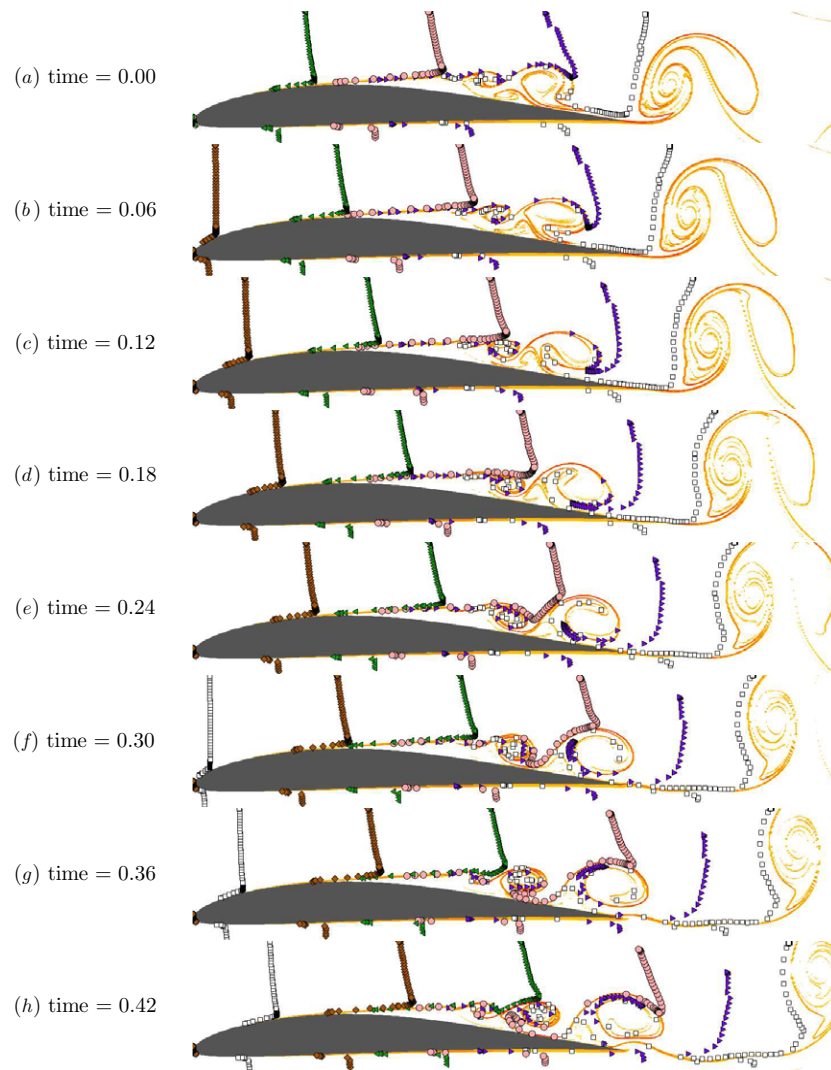 (a) time = 0.00
(b) time = 0.06
(c) time = 0.12
(d) time = 0.18
(e) time = 0.24
(f) time = 0.30
(g) time = 0.36
(h) time = 0.42